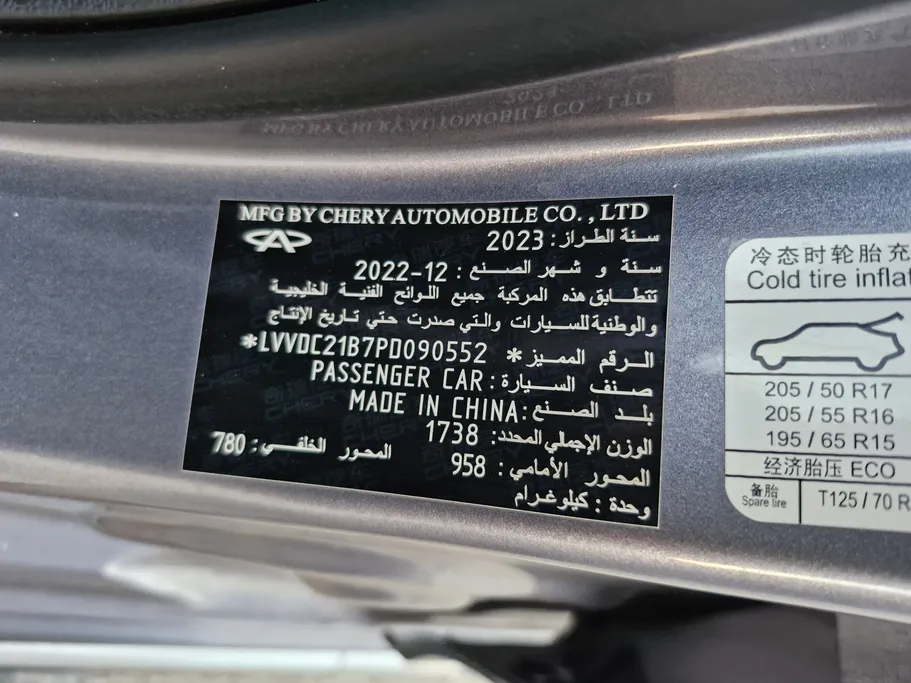 MFG BY CHERY AUTOMOBILE CO., LTD
سنة الطراز: 2023
سنة و شهر الصنع : 2022-12
تتطابق هذه المركبة جميع اللوائح الفنية الخليجية
والوطنية للسيارات والتي صدرت حتي تاريخ الإنتاج
الرقم المميز: *LVVDC21B7PD090552*
صنف السيارة: PASSENGER CAR
بلد الصنع: MADE IN CHINA
الوزن الإجمالي المحدد: 1738
المحور الأمامي: 958 المحور الخلفي: 780
وحدة : كيلوغرام
冷态时轮胎充
Cold tire inflat
205 / 50 R17
205 / 55 R16
195 / 65 R15
经济胎压 ECO
备胎
Spare tire
T125 / 70 R